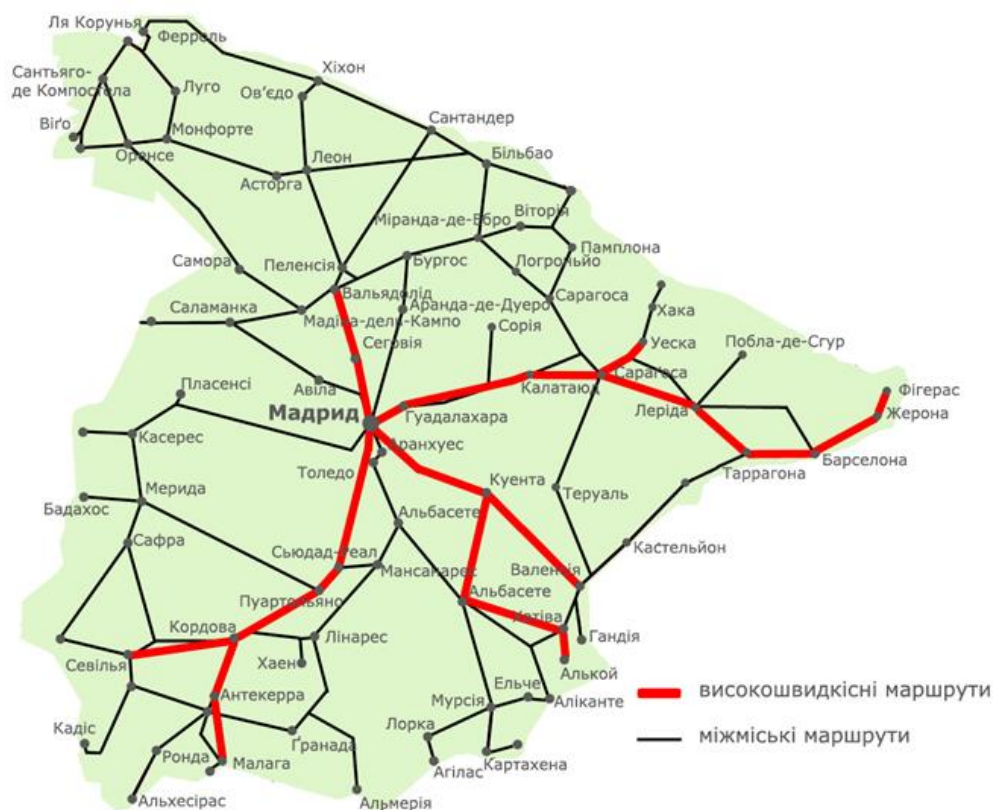 Ля Корунья
Ферроль
Сантьяго-
де Компостела
Луго
Хіхон
Ов'єдо
Сантандер
Віґо
Монфорте
Оренсе
Леон
Більбао
Асторга
Міранда-де-Ебро
Віторія
Памплона
Самора
Пеленсія
Бургос
Логроньйо
Вальядолід
Аранда-де-Дуеро
Сарагоса
Саламанка
Мадіна-дель-Кампо
Сорія
Хака
Сеговія
Уеска
Побла-де-Сгур
Пласенсі
Авіла
Калатаюд
Сараґоса
Фігерас
Мадрид
Гуадалахара
Леріда
Жерона
Касерес
Аранхуес
Толедо
Таррагона
Барселона
Куента
Мерида
Теруаль
Бадахос
Альбасете
Сафра
Сьюдад-Реал
Мансанарес
Кастельйон
Валенсія
Пуартольяно
Альбасете
Хатіва
Кордова
Лінарес
Гандія
Севілья
Хаен
Алькой
Антекерра
Ельче
Аліканте
високошвидкісні маршрути
Мурсія
Кадіс
Лорка
міжміські маршрути
Ґранада
Ронда
Малага
Агілас
Картахена
Альхесірас
Альмерія